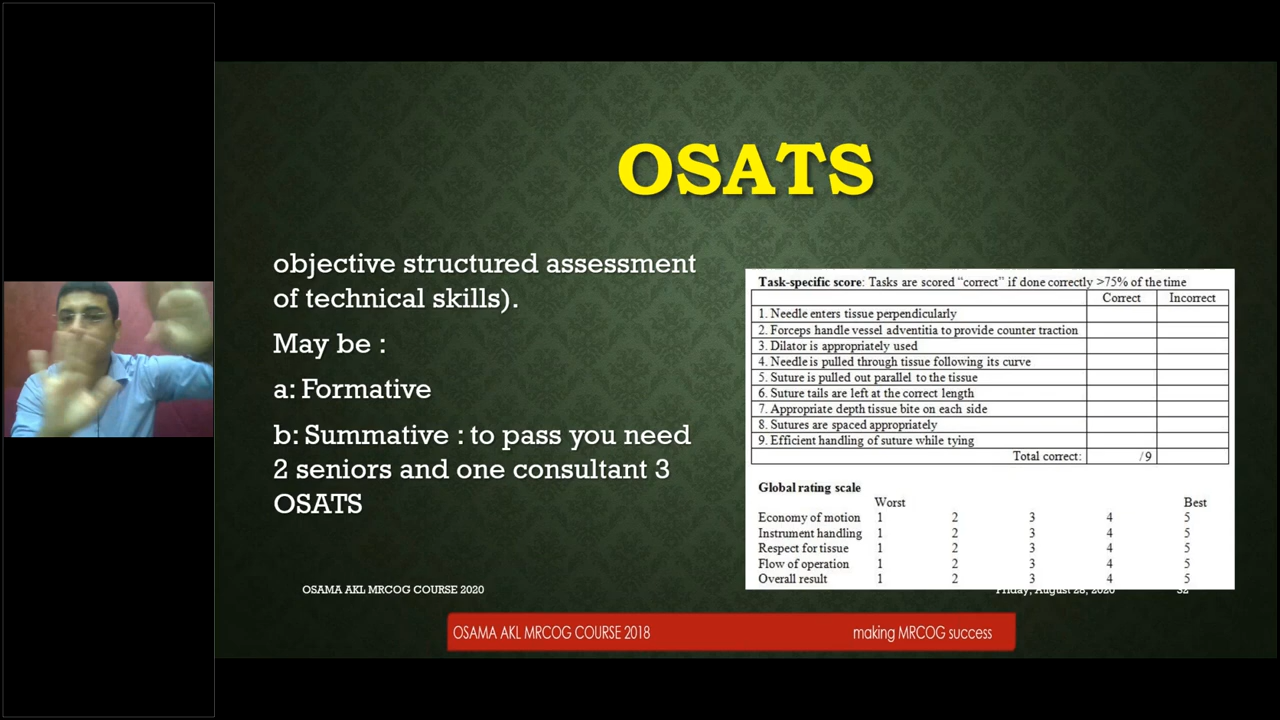 OSATS
objective structured assessment
of technical skills).
May be :
a: Formative
b: Summative : to pass you need
2 seniors and one consultant 3
OSATS
Task-specific score: Tasks are scored “correct” if done correctly >75% of the time
Correct Incorrect
1. Needle enters tissue perpendicularly
2. Forceps handle vessel adventitia to provide counter traction
3. Dilator is appropriately used
4. Needle is pulled through tissue following its curve
5. Suture is pulled out parallel to the tissue
6. Suture tails are left at the correct length
7. Appropriate depth tissue bite on each side
8. Sutures are spaced appropriately
9. Efficient handling of suture while tying
Total correct: /9
Global rating scale
Worst Best
Economy of motion 1 2 3 4 5
Instrument handling 1 2 3 4 5
Respect for tissue 1 2 3 4 5
Flow of operation 1 2 3 4 5
Overall result 1 2 3 4 5
OSAMA AKL MRCOG COURSE 2020
Friday, August 28, 2020
OSAMA AKL MRCOG COURSE 2018 making MRCOG success